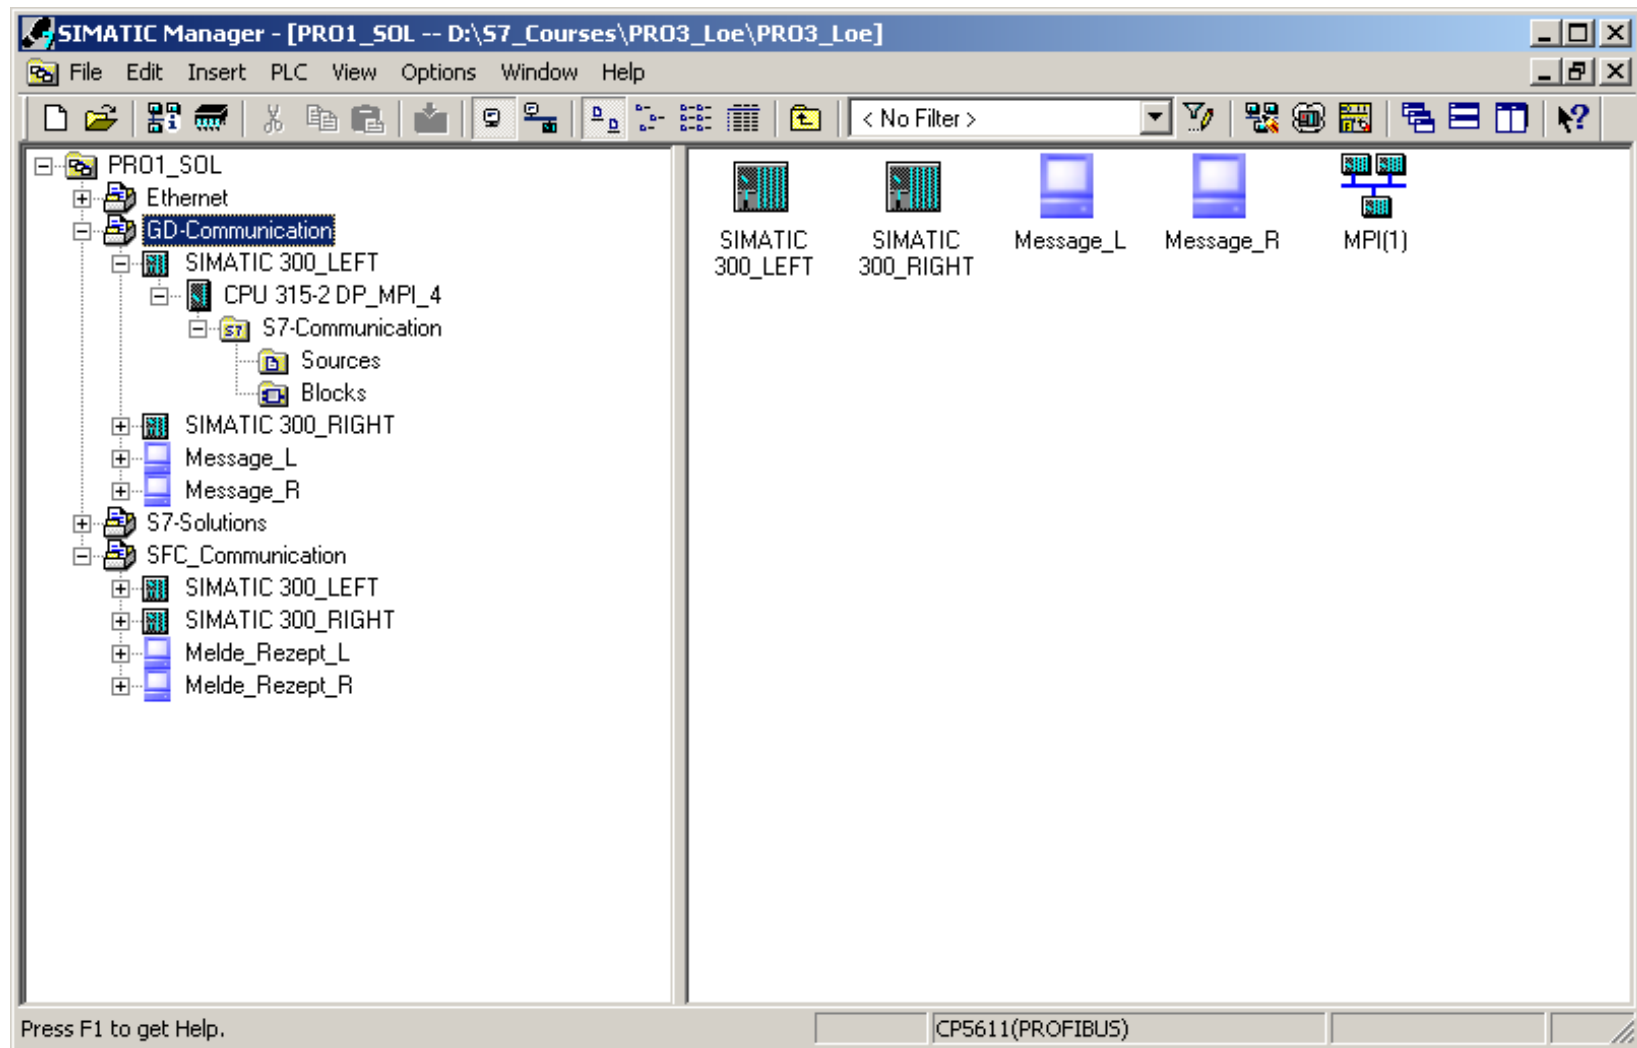 SIMATIC Manager - [PRO1_SOL -- D:\S7_Courses\PRO3_Loe\PRO3_Loe]
File Edit Insert PLC View Options Window Help
< No Filter >
PRO1_SOL
Ethernet
GD-Communication
SIMATIC 300_LEFT
CPU 315-2 DP_MPI_4
S7-Communication
Sources
Blocks
SIMATIC 300_RIGHT
Message_L
Message_R
S7-Solutions
SFC_Communication
SIMATIC 300_LEFT
SIMATIC 300_RIGHT
Melde_Rezept_L
Melde_Rezept_R
SIMATIC
300_LEFT
SIMATIC
300_RIGHT
Message_L
Message_R
MPI(1)
Press F1 to get Help.
CP5611(PROFIBUS)